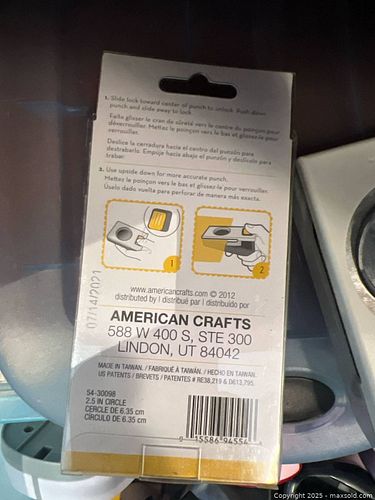 1. Slide lock toward center of punch to unlock. Push down
punch and slide away to lock.
Faites glisser le cran de sûreté vers le centre du poinçon pour
déverrouiller. Mettez le poinçon vers le bas et glissez-le pour
verrouiller.
Deslice la cerradura hacia el centro del punzón para
destrabarlo. Empuje hacia abajo el punzón y deslícelo para
trabar.
2. Use upside down for more accurate punch.
Mettez le poinçon vers le bas et glissez-le pour verrouiller.
Úselo dado vuelta para perforar de manera más exacta.
1
2
07/14/2021
www.americancrafts.com © 2012
distributed by | distribué par | distribuido por
AMERICAN CRAFTS
588 W 400 S, STE 300
LINDON, UT 84042
MADE IN TAIWAN. / FABRIQUÉ À TAIWÁN. / HECHO EN TAIWÁN.
US PATENTS / BREVETS / PATENTES # RE38,219 & D613,795.
54-30098
2.5 IN CIRCLE
CERCLE DE 6.35 cm
CÍRCULO DE 6.35 cm
0 15586 94554
Copyright 2025 - maxsold.com